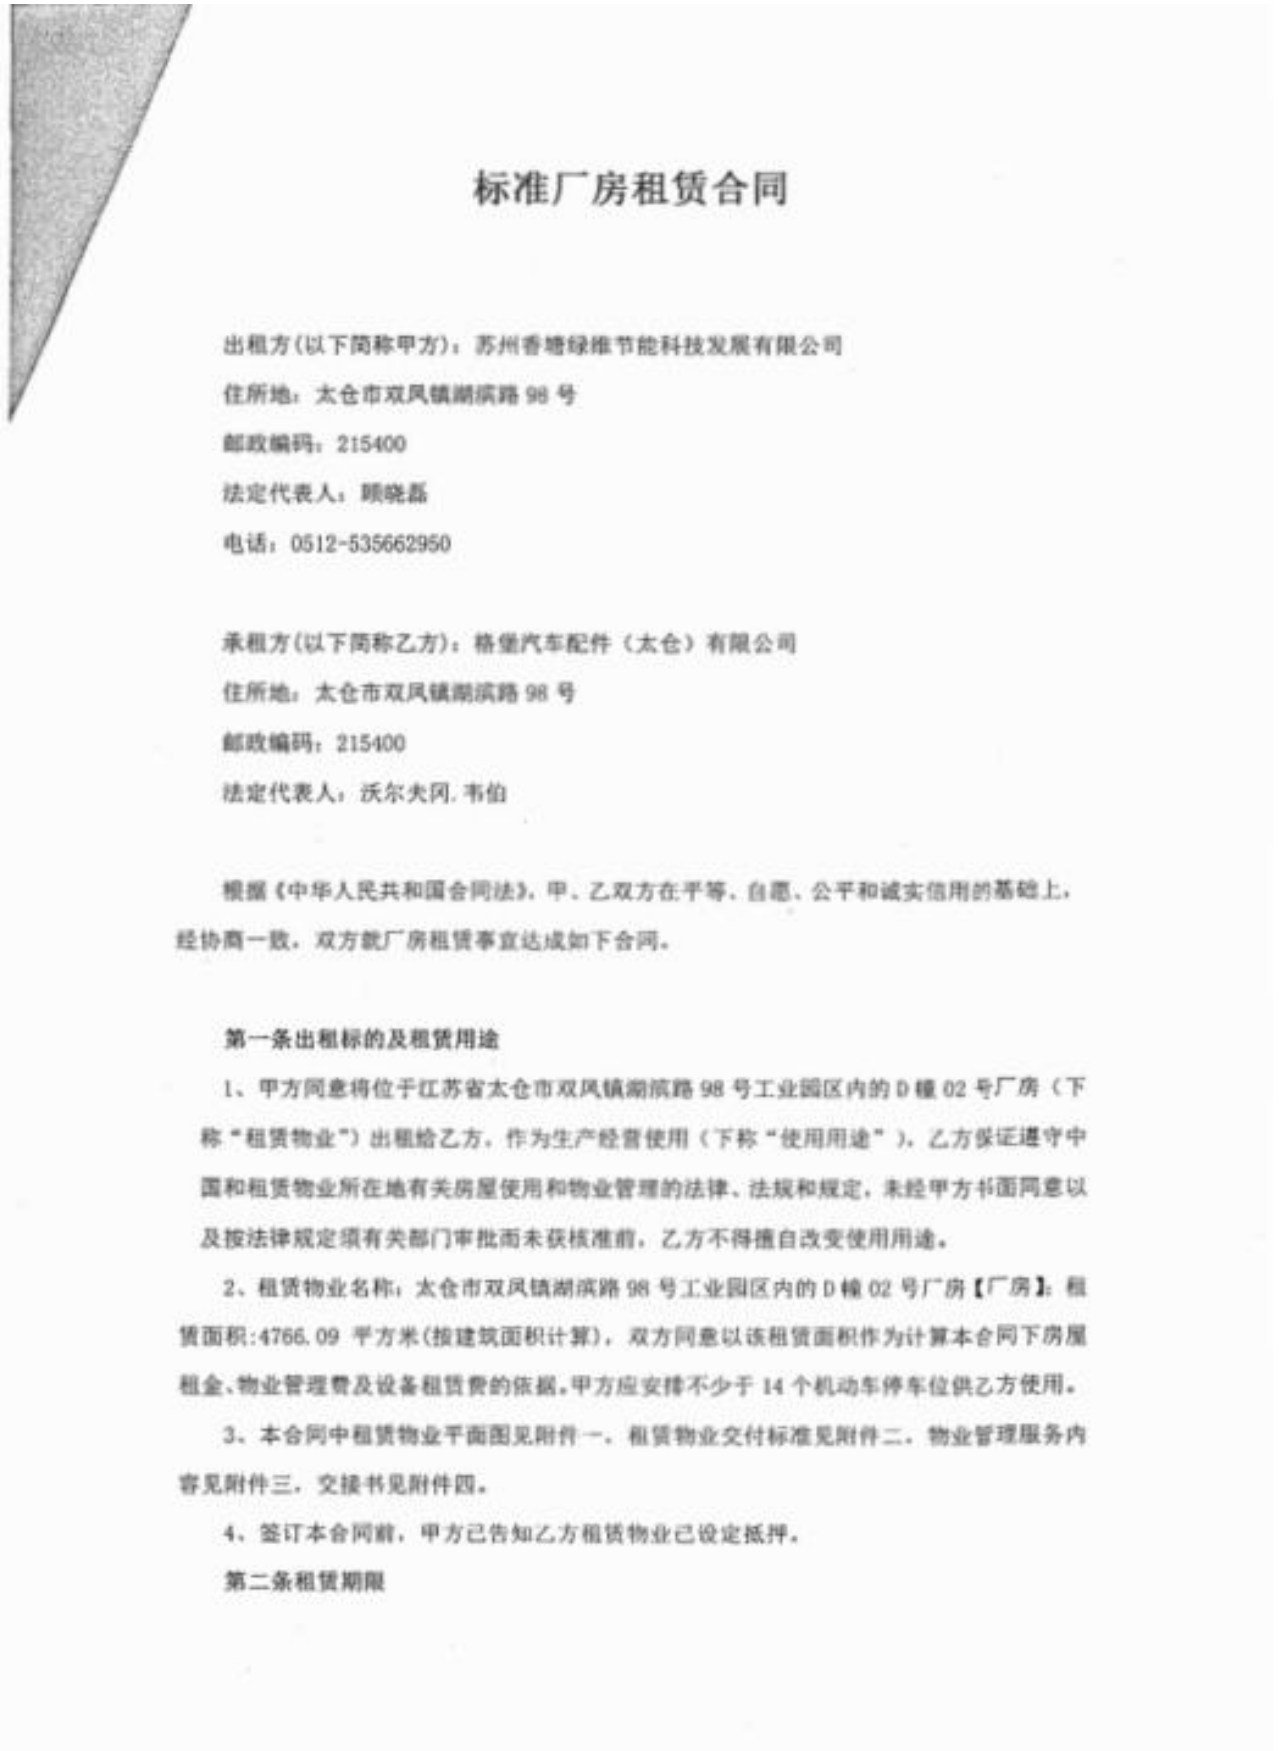 标准厂房租赁合同
出租方(以下简称甲方)：苏州香塘绿维节能科技发展有限公司
住所地：太仓市双凤镇湖滨路 98 号
邮政编码：215400
法定代表人：顾晓磊
电话：0512-535662950
承租方(以下简称乙方)：格堡汽车配件（太仓）有限公司
住所地：太仓市双凤镇湖滨路 98 号
邮政编码：215400
法定代表人：沃尔夫冈.韦伯
根据《中华人民共和国合同法》，甲、乙双方在平等、自愿、公平和诚实信用的基础上，
经协商一致，双方就厂房租赁事宜达成如下合同。
第一条出租标的及租赁用途
1、甲方同意将位于江苏省太仓市双凤镇湖滨路 98 号工业园区内的 D 幢 02 号厂房（下
称“租赁物业”）出租给乙方，作为生产经营使用（下称“使用用途”），乙方保证遵守中
国和租赁物业所在地有关房屋使用和物业管理的法律、法规和规定，未经甲方书面同意以
及按法律规定须有关部门审批而未获核准前，乙方不得擅自改变使用用途。
2、租赁物业名称：太仓市双凤镇湖滨路 98 号工业园区内的 D 幢 02 号厂房【厂房】；租
赁面积:4766.09 平方米(按建筑面积计算)，双方同意以该租赁面积作为计算本合同下房屋
租金、物业管理费及设备租赁费的依据。甲方应安排不少于 14 个机动车停车位供乙方使用。
3、本合同中租赁物业平面图见附件一，租赁物业交付标准见附件二，物业管理服务内
容见附件三，交接书见附件四。
4、签订本合同前，甲方已告知乙方租赁物业已设定抵押。
第二条租赁期限